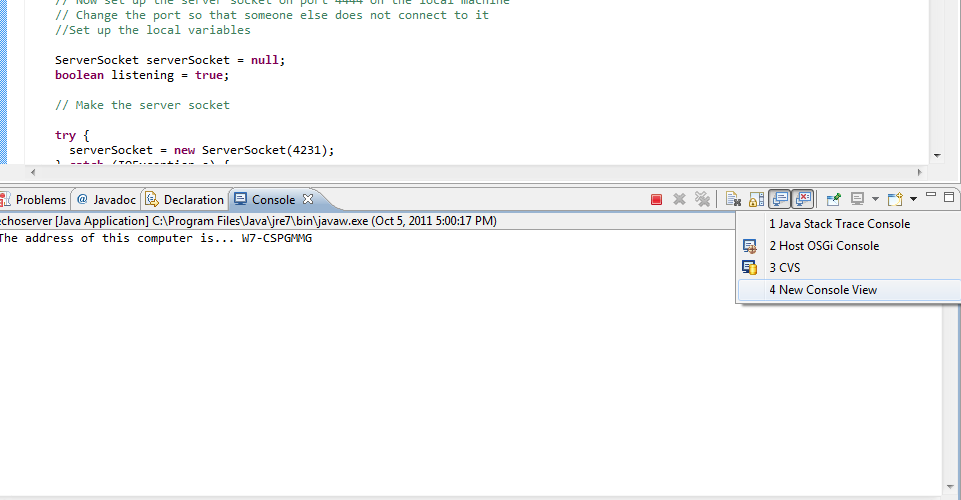 // Now set up the server socket on port 4444 on the local machine
// Change the port so that someone else does not connect to it
//Set up the local variables
ServerSocket serverSocket = null;
boolean listening = true;
// Make the server socket
try {
serverSocket = new ServerSocket(4231);
} catch (IOException e) {
Problems @ Javadoc Declaration Console
echoserver [Java Application] C:\Program Files\Java\jre7\bin\javaw.exe (Oct 5, 2011 5:00:17 PM)
The address of this computer is... W7-CSPGMMG
1 Java Stack Trace Console
2 Host OSGi Console
3 CVS
4 New Console View